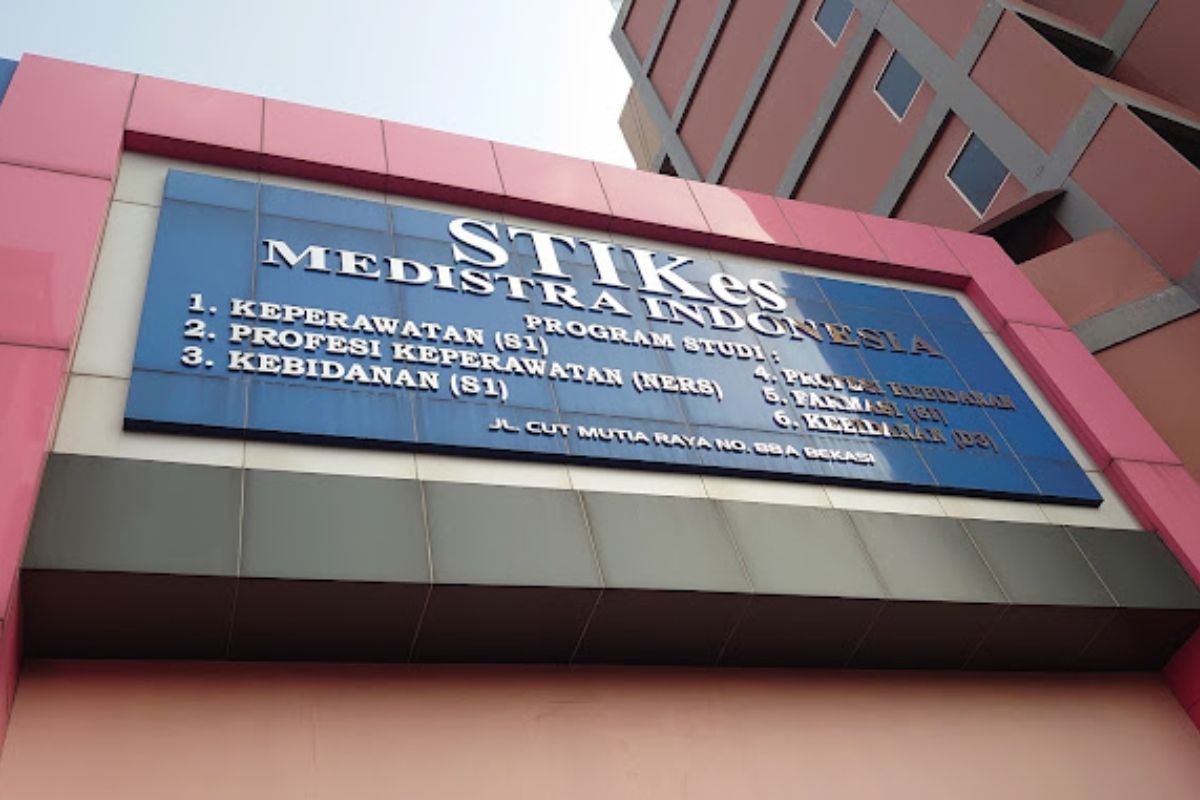 STIKes
MEDISTRA INDONESIA
PROGRAM STUDI :
1. KEPERAWATAN (S1)
2. PROFESI KEPERAWATAN (NERS)
3. KEBIDANAN (S1)
4. PROFESI KEBIDANAN
5. FARMASI (S1)
6. KEBIDANAN (D3)
JL. CUT MUTIA RAYA NO. 88A BEKASI